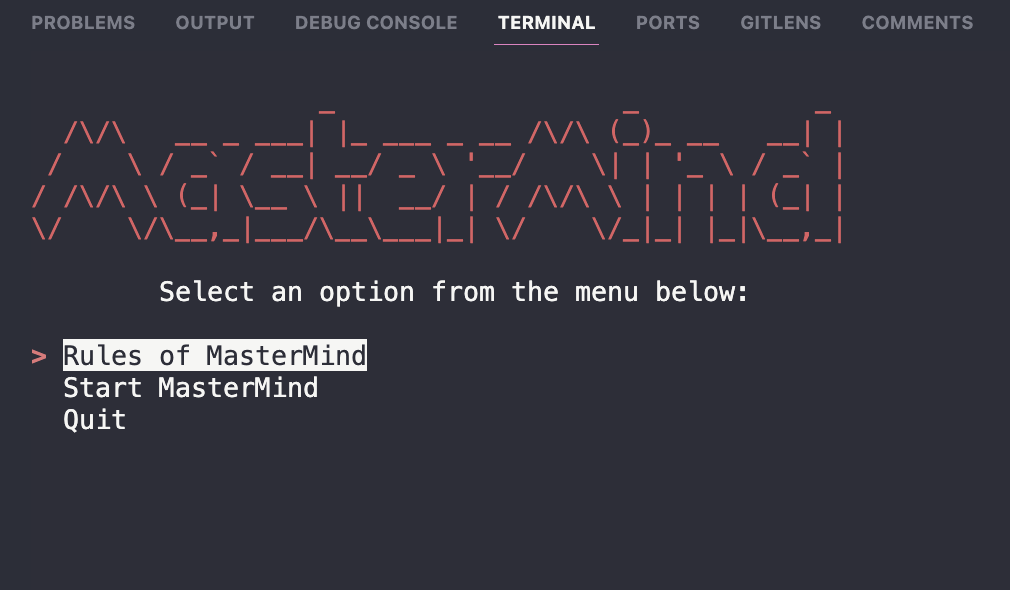 PROBLEMS OUTPUT DEBUG CONSOLE TERMINAL PORTS GITLENS COMMENTS
MasterMind
Select an option from the menu below:
> Rules of MasterMind
Start MasterMind
Quit